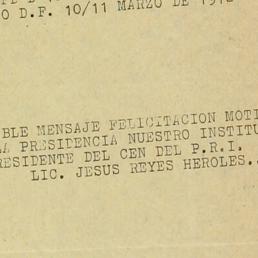 O D.F. 10/11 MARZO DE
BLE MENSAJE FELICITACION MOTI
LA PRESIDENCIA NUESTRO INSTITU
RESIDENTE DEL CEN DEL P.R.I.
LIC. JESUS REYES HEROLES..